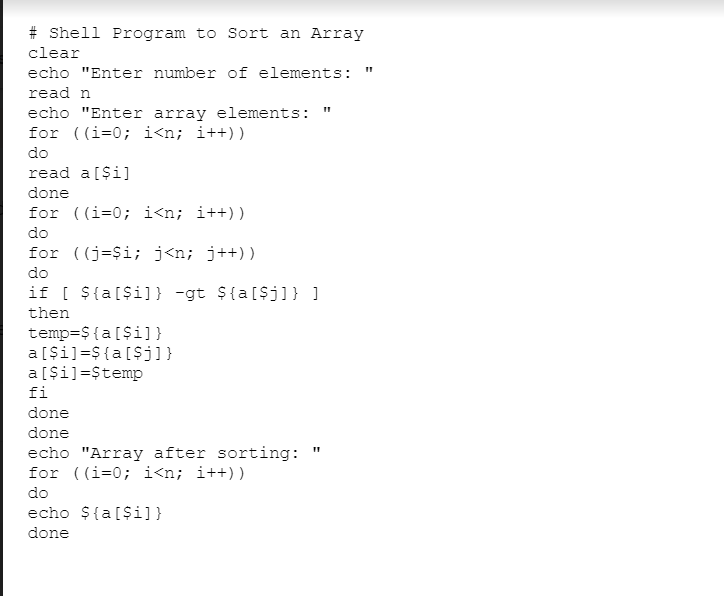 # Shell Program to Sort an Array
clear
echo "Enter number of elements: "
read n
echo "Enter array elements: "
for ((i=0; i<n; i++))
do
read a[$i]
done
for ((i=0; i<n; i++))
do
for ((j=$i; j<n; j++))
do
if [ ${a[$i]} -gt ${a[$j]} ]
then
temp=${a[$i]}
a[$i]=${a[$j]}
a[$i]=$temp
fi
done
done
echo "Array after sorting: "
for ((i=0; i<n; i++))
do
echo ${a[$i]}
done